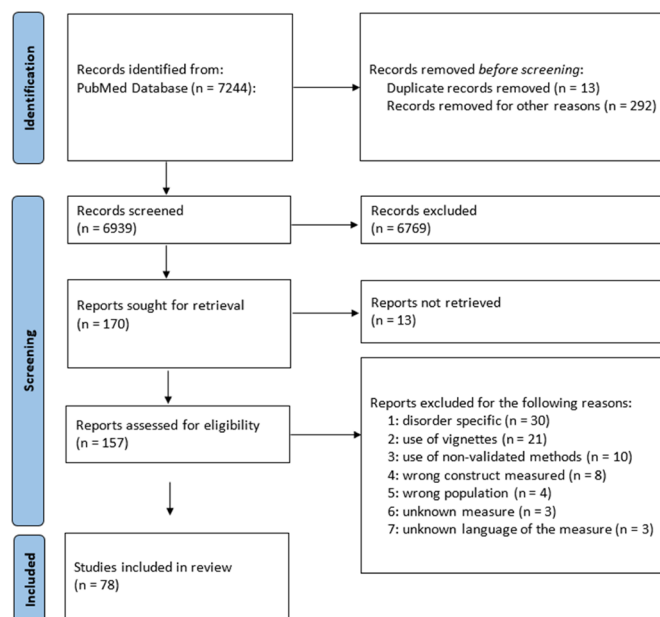 Identification
Records identified from:
PubMed Database (n = 7244):
Records removed before screening:
Duplicate records removed (n = 13)
Records removed for other reasons (n = 292)
Screening
Records screened
(n = 6939)
Records excluded
(n = 6769)
Reports sought for retrieval
(n = 170)
Reports not retrieved
(n = 13)
Reports assessed for eligibility
(n = 157)
Reports excluded for the following reasons:
1: disorder specific (n = 30)
2: use of vignettes (n = 21)
3: use of non-validated methods (n = 10)
4: wrong construct measured (n = 8)
5: wrong population (n = 4)
6: unknown measure (n = 3)
7: unknown language of the measure (n = 3)
Included
Studies included in review
(n = 78)